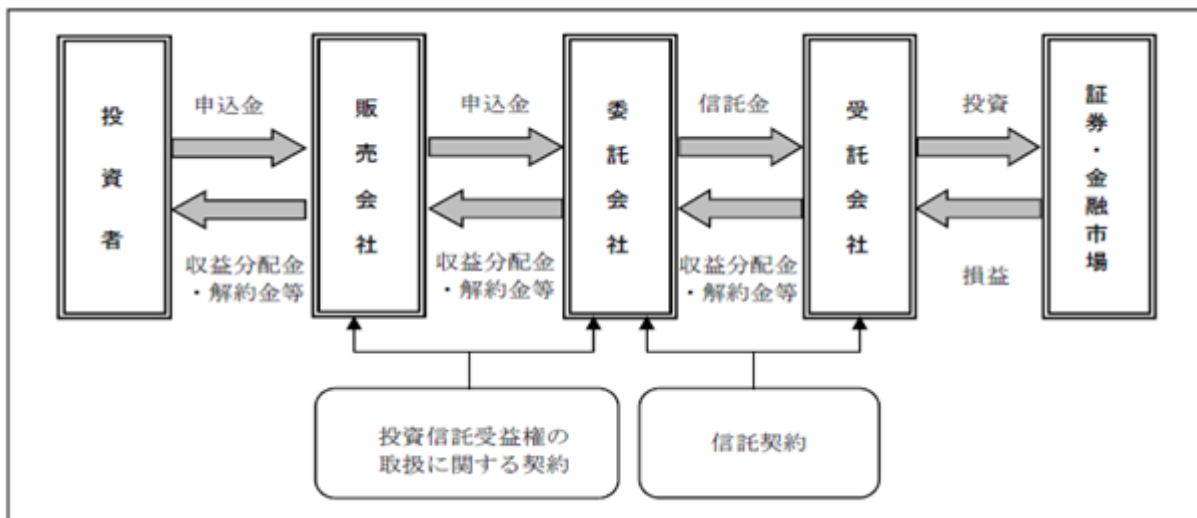 投資者
申込金
収益分配金
・解約金等
販売会社
申込金
収益分配金
・解約金等
委託会社
信託金
収益分配金
・解約金等
受託会社
投資
損益
証券・金融市場
投資信託受益権の
取扱に関する契約
信託契約